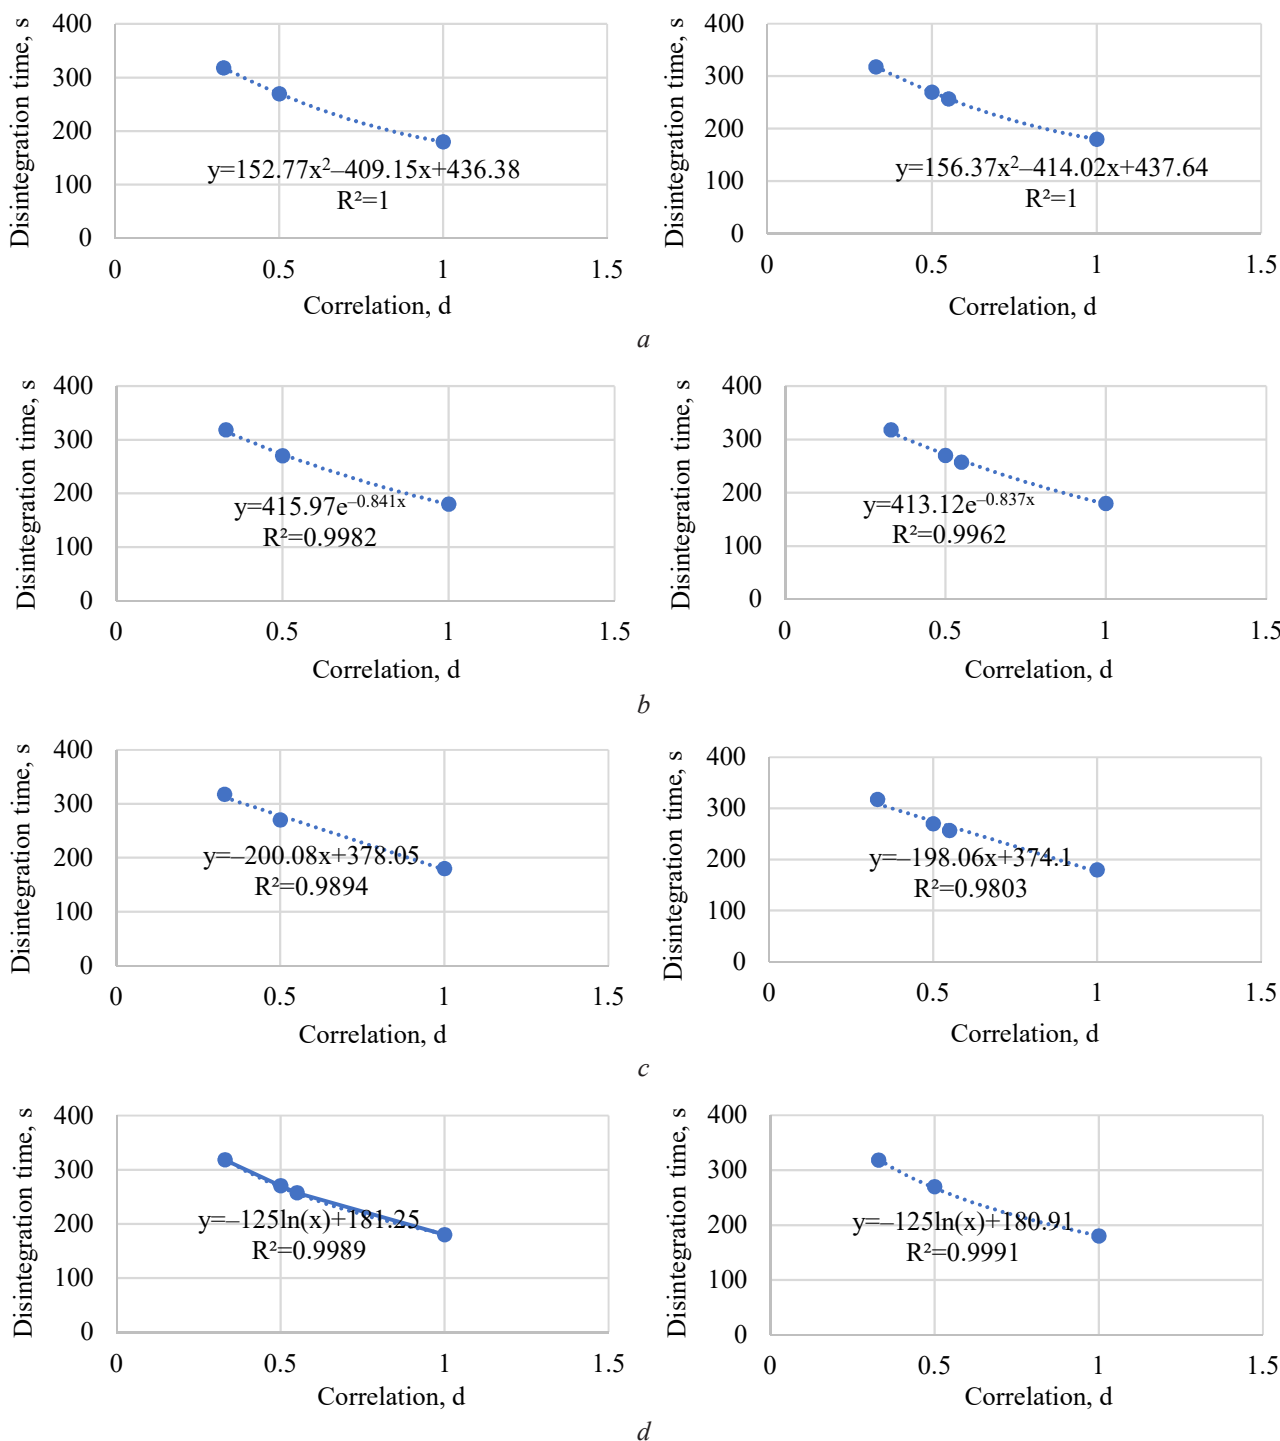 Disintegration time, s
400
300
200
100
0
0
0.5
1
1.5
y=152.77x²–409.15x+436.38
R²=1
Correlation, d
Disintegration time, s
400
300
200
100
0
0
0.5
1
1.5
y=156.37x²–414.02x+437.64
R²=1
Correlation, d
a
Disintegration time, s
400
300
200
100
0
0
0.5
1
1.5
y=415.97e^–0.841x
R²=0.9982
Correlation, d
Disintegration time, s
400
300
200
100
0
0
0.5
1
1.5
y=413.12e^–0.837x
R²=0.9962
Correlation, d
b
Disintegration time, s
400
300
200
100
0
0
0.5
1
1.5
y=–200.08x+378.05
R²=0.9894
Correlation, d
Disintegration time, s
400
300
200
100
0
0
0.5
1
1.5
y=–198.06x+374.1
R²=0.9803
Correlation, d
c
Disintegration time, s
400
300
200
100
0
0
0.5
1
1.5
y=–125ln(x)+181.25
R²=0.9989
Correlation, d
Disintegration time, s
400
300
200
100
0
0
0.5
1
1.5
y=–125ln(x)+180.91
R²=0.9991
Correlation, d
d